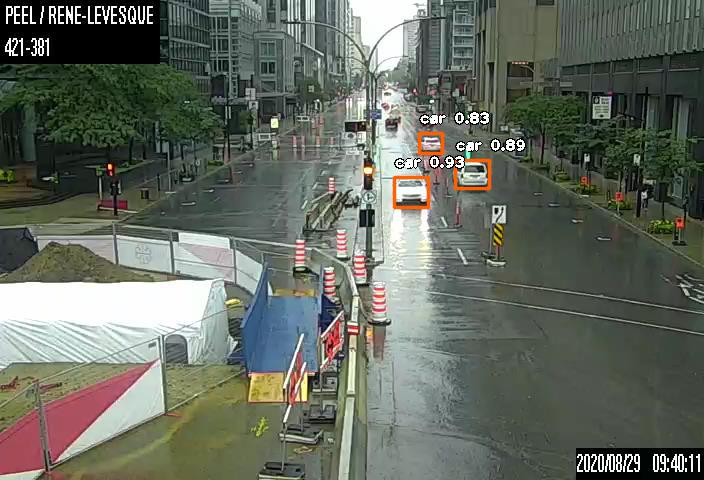 PEEL / RENE-LEVESQUE
421-381
car 0.83
car 0.89
car 0.93
2020/08/29 09:40:11